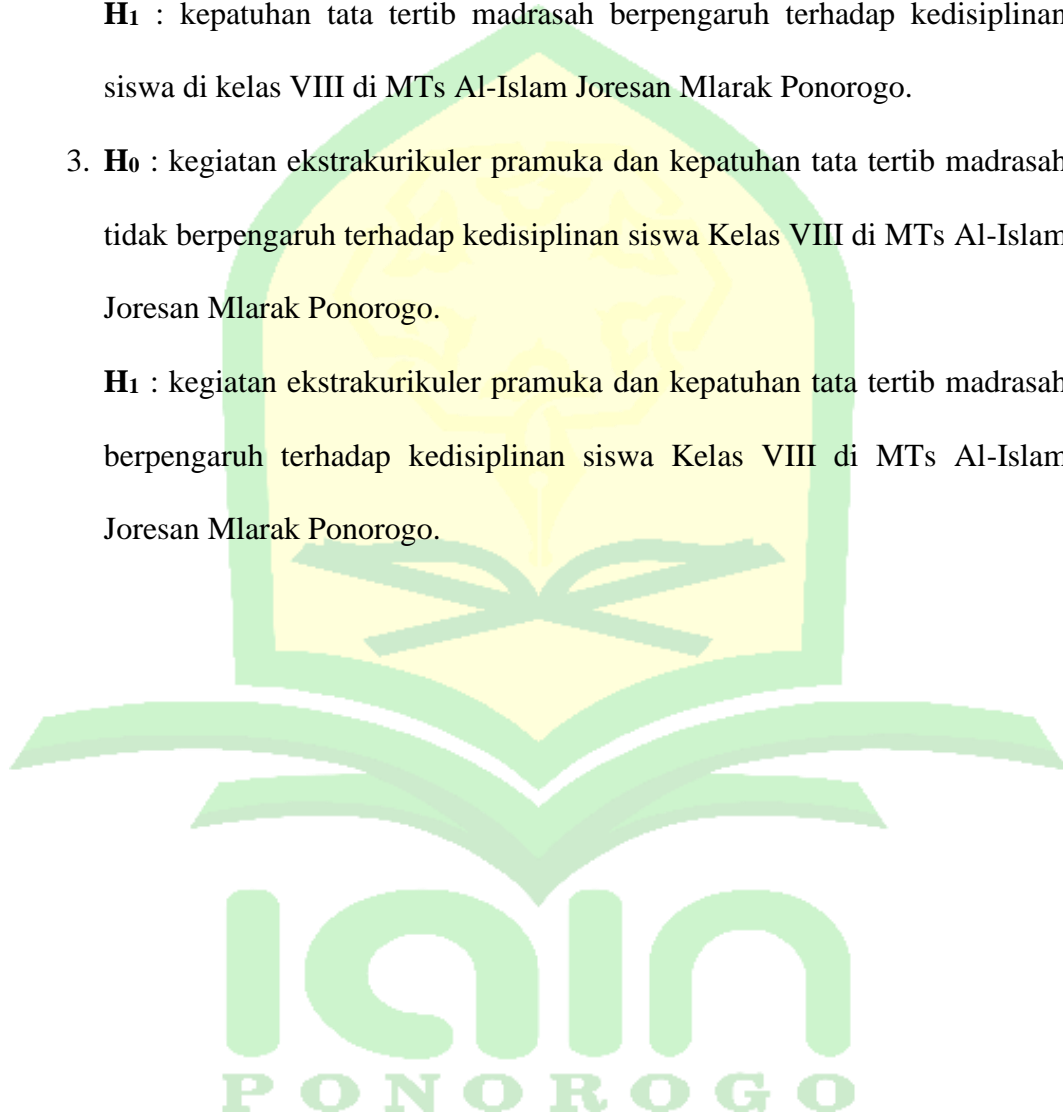 H1 : kepatuhan tata tertib madrasah berpengaruh terhadap kedisiplinan
siswa di kelas VIII di MTs Al-Islam Joresan Mlarak Ponorogo.
3. H0 : kegiatan ekstrakurikuler pramuka dan kepatuhan tata tertib madrasah
tidak berpengaruh terhadap kedisiplinan siswa Kelas VIII di MTs Al-Islam
Joresan Mlarak Ponorogo.
H1 : kegiatan ekstrakurikuler pramuka dan kepatuhan tata tertib madrasah
berpengaruh terhadap kedisiplinan siswa Kelas VIII di MTs Al-Islam
Joresan Mlarak Ponorogo.
iain
PONOROGO